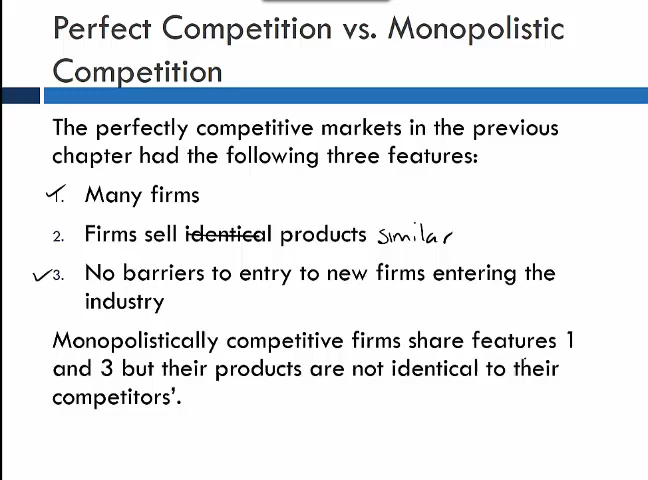 Perfect Competition vs. Monopolistic
Competition
The perfectly competitive markets in the previous
chapter had the following three features:
1. Many firms
2. Firms sell identical products similar
3. No barriers to entry to new firms entering the
industry
Monopolistically competitive firms share features 1
and 3 but their products are not identical to their
competitors’.